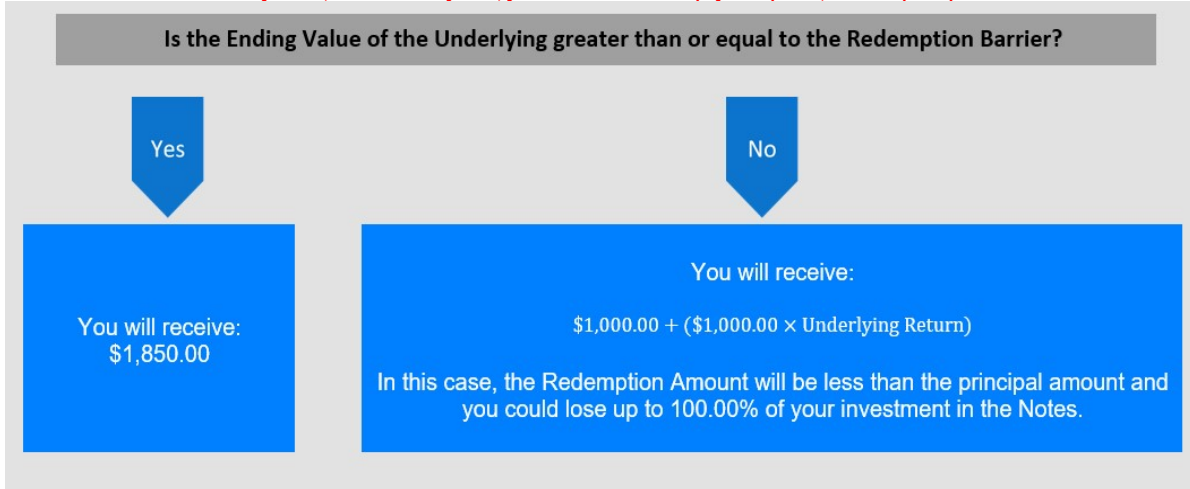 Is the Ending Value of the Underlying greater than or equal to the Redemption Barrier?
Yes
No
You will receive:
$1,850.00
You will receive:
$1,000.00 + ($1,000.00 × Underlying Return)
In this case, the Redemption Amount will be less than the principal amount and
you could lose up to 100.00% of your investment in the Notes.